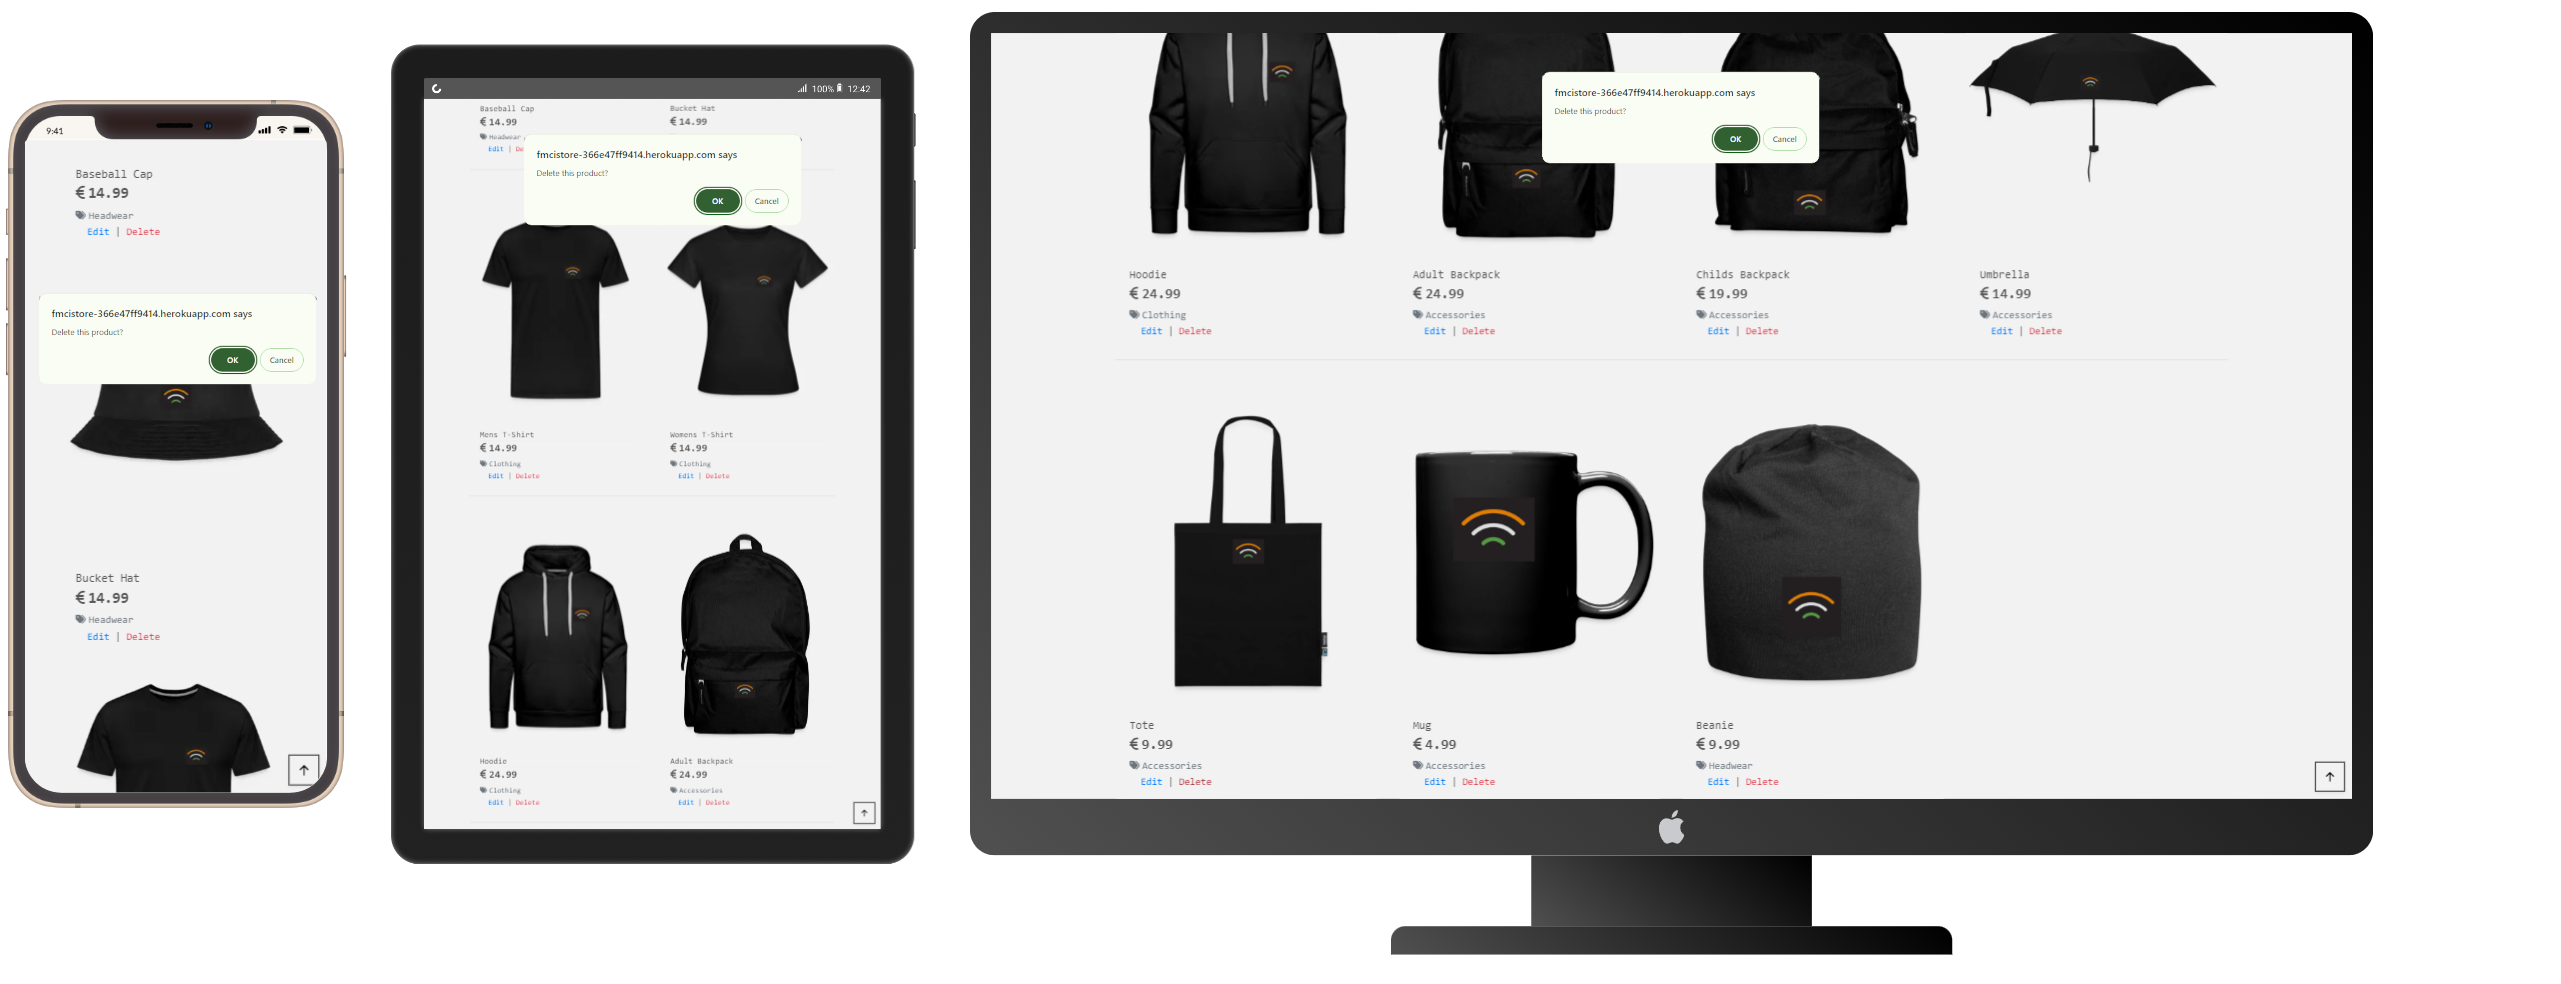 9:41
Baseball Cap
€14.99
Headwear
Edit | Delete
fmcistore-366e47ff9414.herokuapp.com says
Delete this product?
OK
Cancel
Bucket Hat
€14.99
Headwear
Edit | Delete
100% 12:42
Baseball Cap
€14.99
Headwear
Edit | De
Bucket Hat
€14.99
fmcistore-366e47ff9414.herokuapp.com says
Delete this product?
OK
Cancel
Mens T-Shirt
€14.99
Clothing
Edit | Delete
Womens T-Shirt
€14.99
Clothing
Edit | Delete
Hoodie
€24.99
Clothing
Edit | Delete
Adult Backpack
€24.99
Accessories
Edit | Delete
fmcistore-366e47ff9414.herokuapp.com says
Delete this product?
OK
Cancel
Hoodie
€24.99
Clothing
Edit | Delete
Adult Backpack
€24.99
Accessories
Edit | Delete
Childs Backpack
€19.99
Accessories
Edit | Delete
Umbrella
€14.99
Accessories
Edit | Delete
Tote
€9.99
Accessories
Edit | Delete
Mug
€4.99
Accessories
Edit | Delete
Beanie
€9.99
Headwear
Edit | Delete